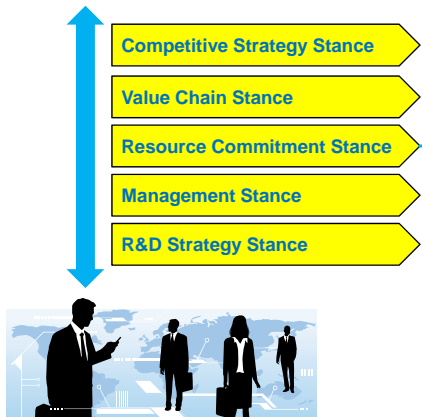 Competitive Strategy Stance
Value Chain Stance
Resource Commitment Stance
Management Stance
R&D Strategy Stance